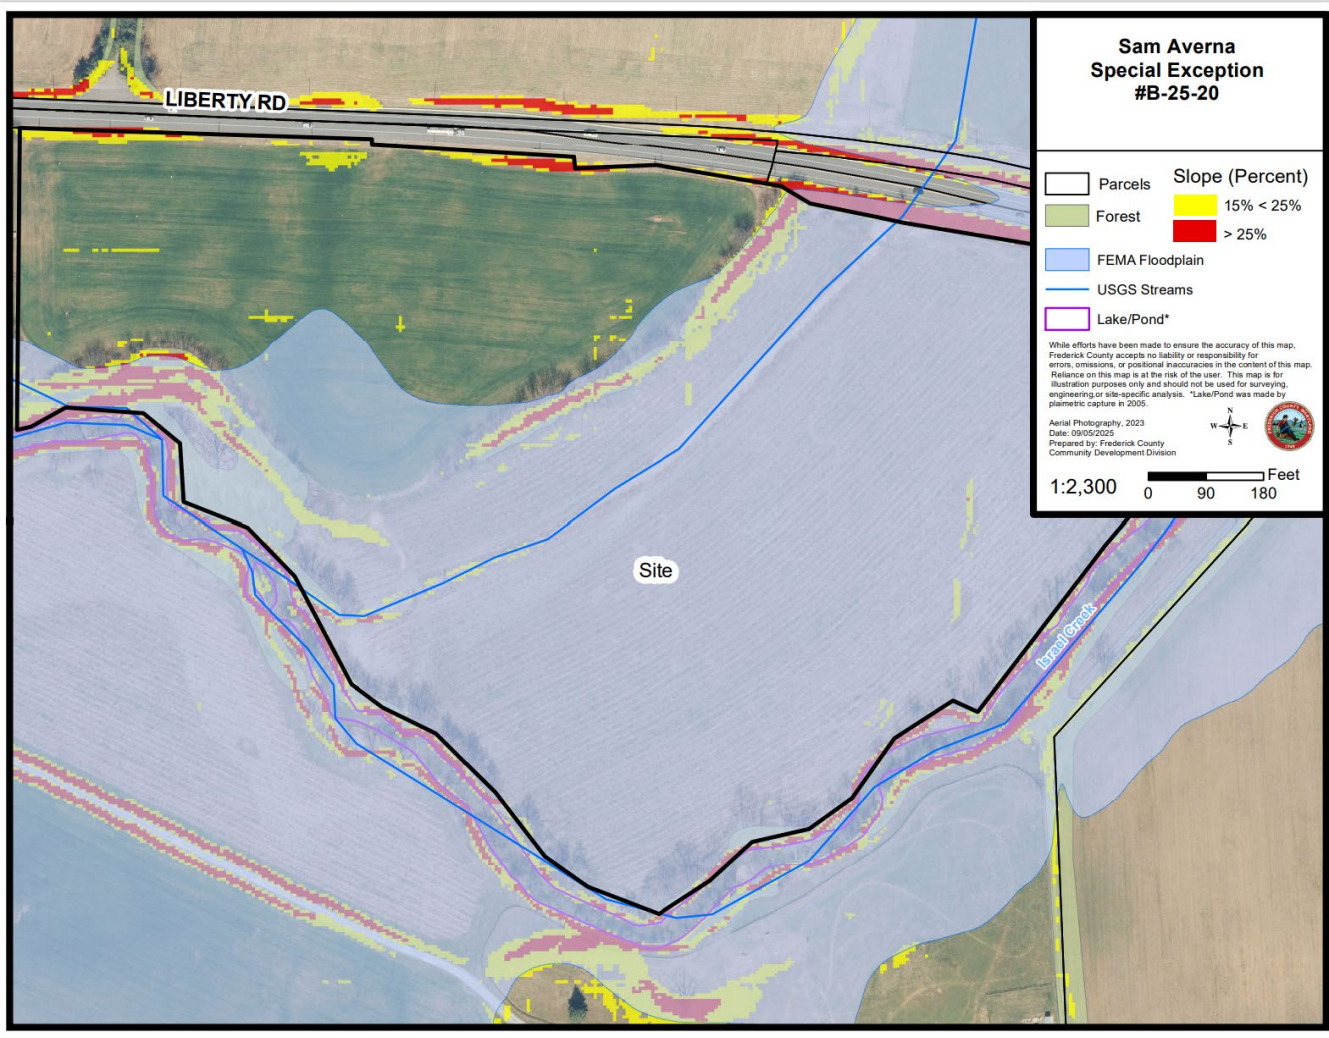 Sam Averna
Special Exception
#B-25-20
LIBERTY RD
Parcels
Forest
Slope (Percent)
15% < 25%
> 25%
FEMA Floodplain
USGS Streams
Lake/Pond*
While efforts have been made to ensure the accuracy of this map,
Frederick County accepts no liability or responsibility for
errors, omissions, or positional inaccuracies in the content of this map.
Reliance on this map is at the risk of the user. This map is for
illustration purposes only and should not be used for surveying,
engineering,or site-specific analysis. *Lake/Pond was made by
plaimetric capture in 2005.
Aerial Photography, 2023
Date: 09/05/2025
Prepared by: Frederick County
Community Development Division
N
W E
S
1:2,300
Feet
0 90 180
Site
Israel Creek